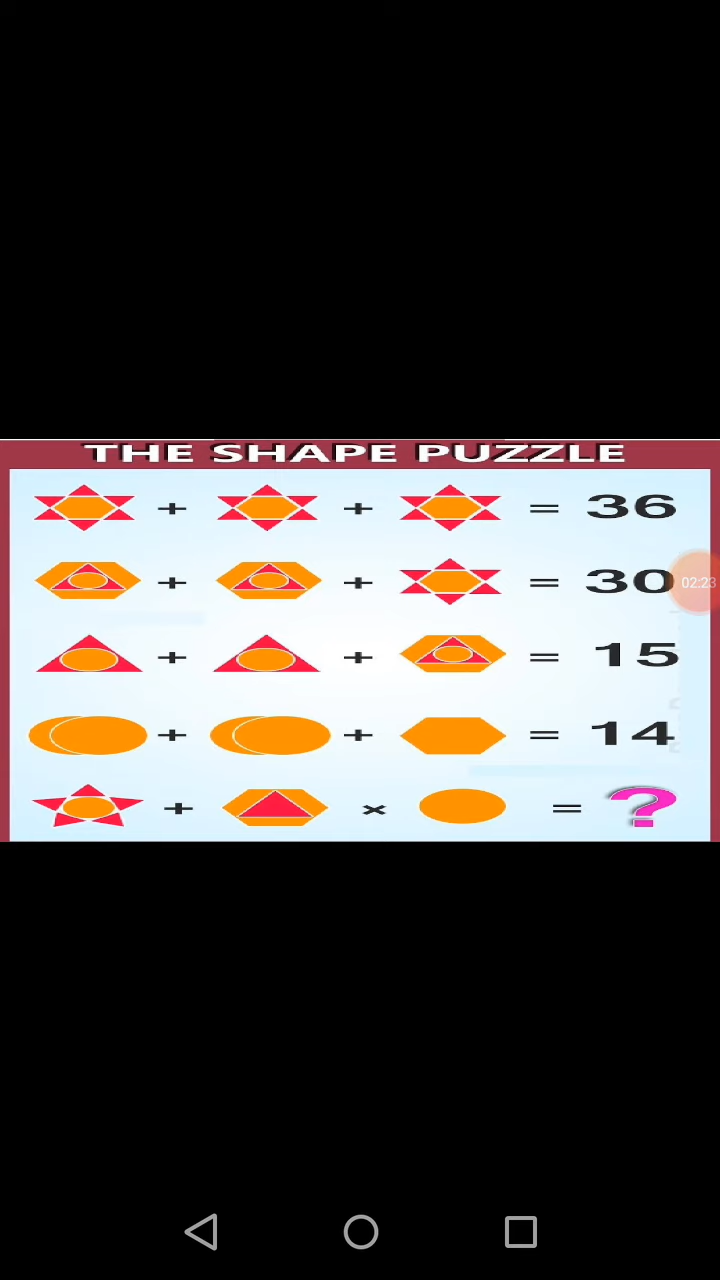 THE SHAPE PUZZLE
+ + = 36
+ + = 30
02:23
+ + = 15
+ + = 14
+ × = ?